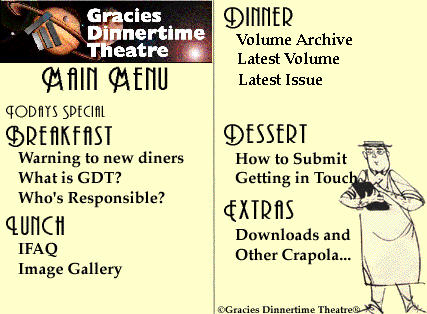 Gracies
Dinnertime
Theatre
Main Menu
Todays Special
Breakfast
Warning to new diners
What is GDT?
Who's Responsible?
Lunch
IFAQ
Image Gallery
Dinner
Volume Archive
Latest Volume
Latest Issue
Dessert
How to Submit
Getting in Touch
Extras
Downloads and
Other Crapola...
©Gracies Dinnertime Theatre®